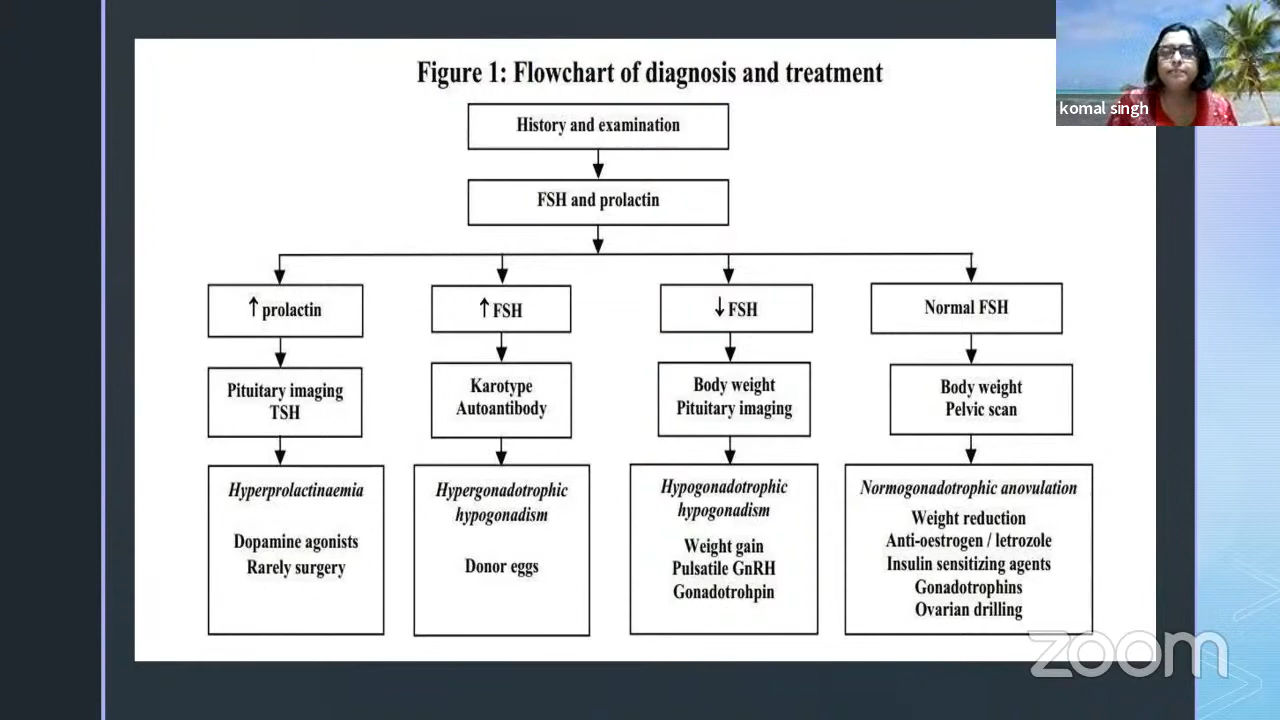 Figure 1: Flowchart of diagnosis and treatment
komal singh
History and examination
FSH and prolactin
↑ prolactin
↑ FSH
↓ FSH
Normal FSH
Pituitary imaging
TSH
Karotype
Autoantibody
Body weight
Pituitary imaging
Body weight
Pelvic scan
Hyperprolactinaemia
Dopamine agonists
Rarely surgery
Hypergonadotrophic
hypogonadism
Donor eggs
Hypogonadotrophic
hypogonadism
Weight gain
Pulsatile GnRH
Gonadotrohpin
Normogonadotrophic anovulation
Weight reduction
Anti-oestrogen / letrozole
Insulin sensitizing agents
Gonadotrophins
Ovarian drilling
zoom